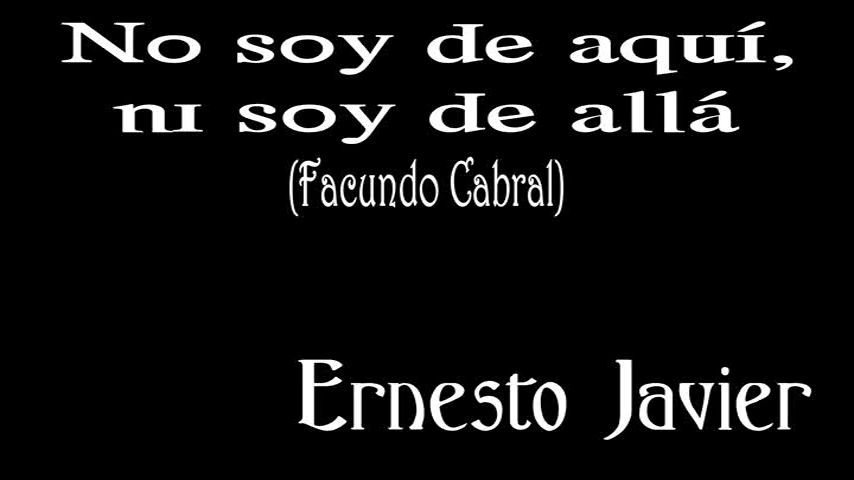 No soy de aquí,
ni soy de allá
(Facundo Cabral)
Ernesto Javier